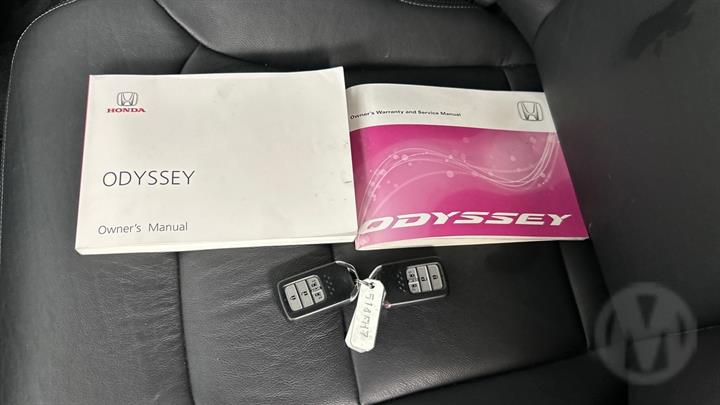 HONDA
ODYSSEY
Owner's Manual
Owner's Warranty and Service Manual
ODYSSEY
M